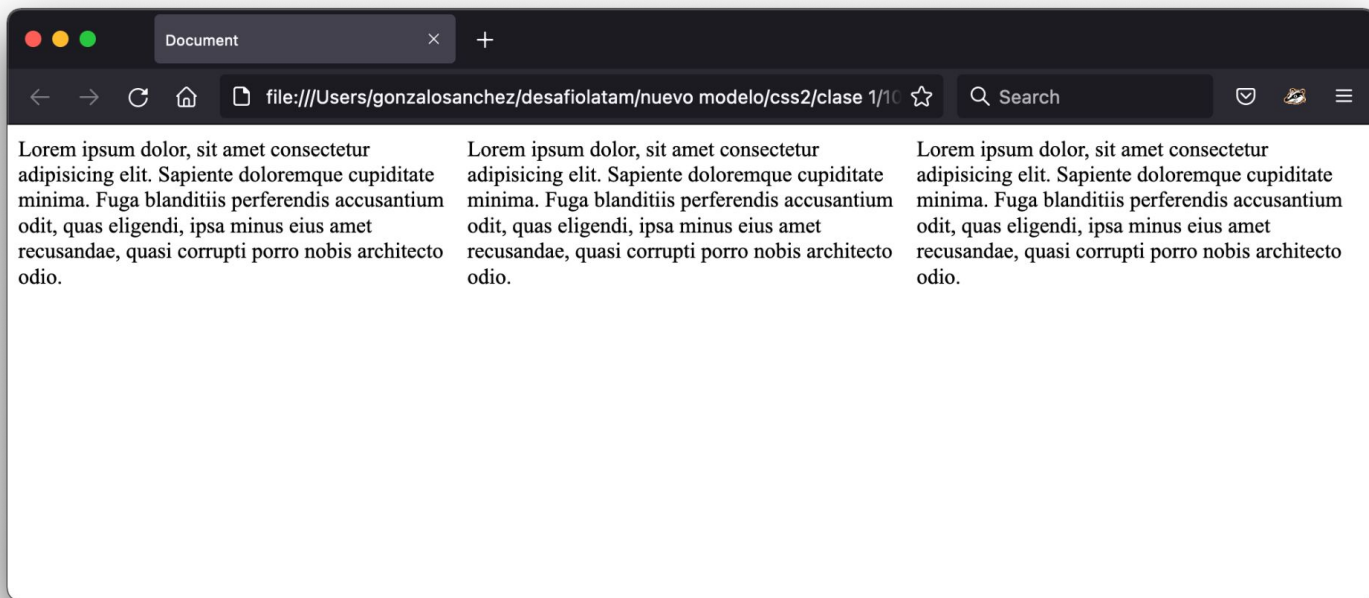 Document
file:///Users/gonzalosanchez/desafiolatam/nuevo modelo/css2/clase 1/10
Search
Lorem ipsum dolor, sit amet consectetur
adipisicing elit. Sapiente doloremque cupiditate
minima. Fuga blanditiis perferendis accusantium
odit, quas eligendi, ipsa minus eius amet
recusandae, quasi corrupti porro nobis architecto
odio.
Lorem ipsum dolor, sit amet consectetur
adipisicing elit. Sapiente doloremque cupiditate
minima. Fuga blanditiis perferendis accusantium
odit, quas eligendi, ipsa minus eius amet
recusandae, quasi corrupti porro nobis architecto
odio.
Lorem ipsum dolor, sit amet consectetur
adipisicing elit. Sapiente doloremque cupiditate
minima. Fuga blanditiis perferendis accusantium
odit, quas eligendi, ipsa minus eius amet
recusandae, quasi corrupti porro nobis architecto
odio.